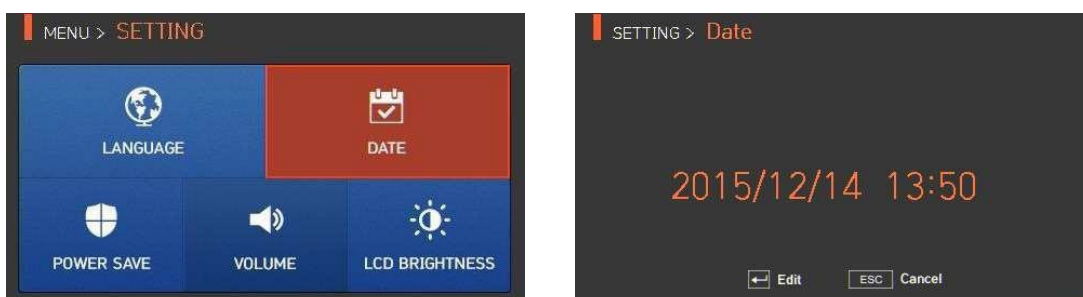 MENU > SETTING
LANGUAGE
DATE
POWER SAVE
VOLUME
LCD BRIGHTNESS
SETTING > Date
2015/12/14 13:50
Edit
ESC Cancel